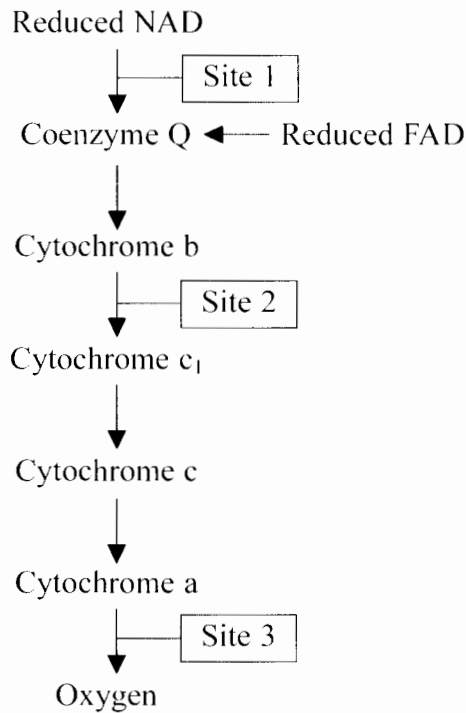 Reduced NAD
Site 1
Coenzyme Q
Reduced FAD
Cytochrome b
Site 2
Cytochrome c₁
Cytochrome c
Cytochrome a
Site 3
Oxygen